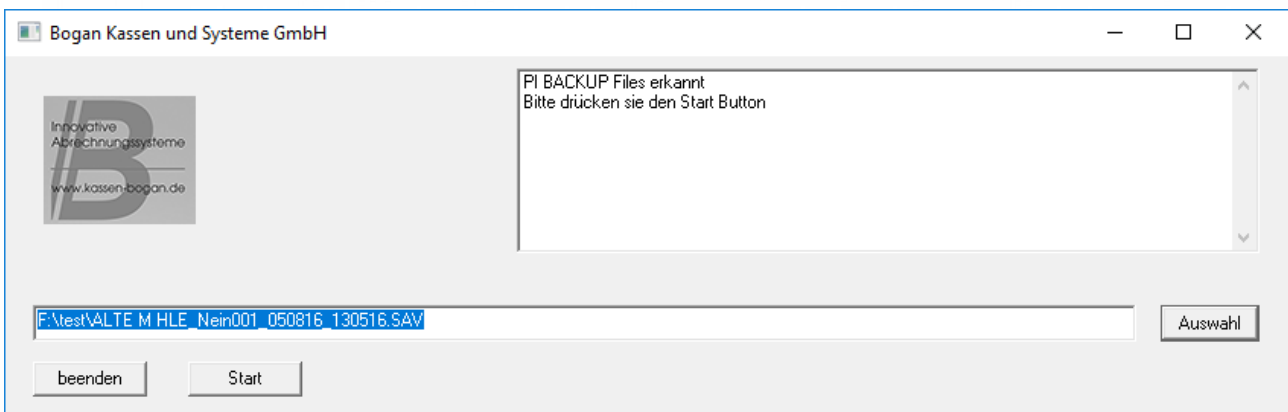 Bogan Kassen und Systeme GmbH
Innovative
Abrechnungssysteme
www.kassen-bogan.de
PI BACKUP Files erkannt
Bitte drücken sie den Start Button
F:\test\ALTE M HLE_Nein001_050816_130516.SAV
Auswahl
beenden
Start